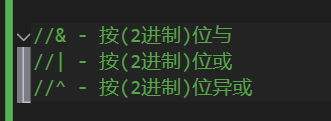 //& - 按(2进制)位与
//| - 按(2进制)位或
//^ - 按(2进制)位异或